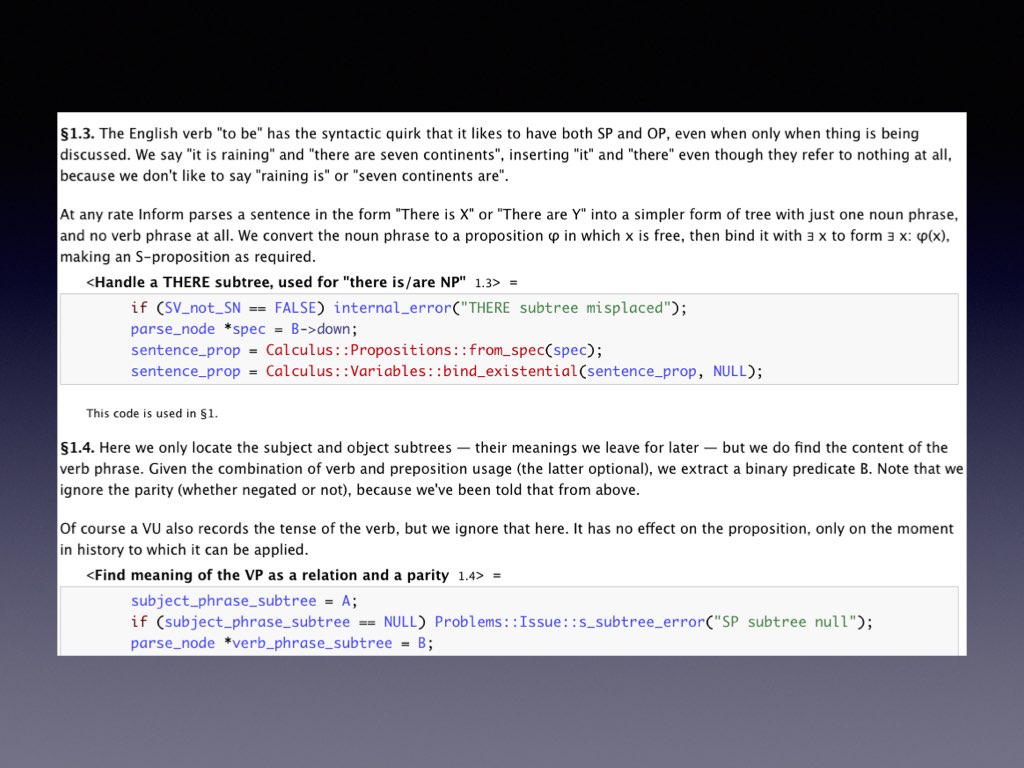 §1.3. The English verb "to be" has the syntactic quirk that it likes to have both SP and OP, even when only when thing is being
discussed. We say "it is raining" and "there are seven continents", inserting "it" and "there" even though they refer to nothing at all,
because we don't like to say "raining is" or "seven continents are".
At any rate Inform parses a sentence in the form "There is X" or "There are Y" into a simpler form of tree with just one noun phrase,
and no verb phrase at all. We convert the noun phrase to a proposition φ in which x is free, then bind it with ∃ x to form ∃ x: φ(x),
making an S-proposition as required.
<Handle a THERE subtree, used for "there is/are NP" 1.3> =
if (SV_not_SN == FALSE) internal_error("THERE subtree misplaced");
parse_node *spec = B->down;
sentence_prop = Calculus::Propositions::from_spec(spec);
sentence_prop = Calculus::Variables::bind_existential(sentence_prop, NULL);
This code is used in §1.
§1.4. Here we only locate the subject and object subtrees — their meanings we leave for later — but we do find the content of the
verb phrase. Given the combination of verb and preposition usage (the latter optional), we extract a binary predicate B. Note that we
ignore the parity (whether negated or not), because we've been told that from above.
Of course a VU also records the tense of the verb, but we ignore that here. It has no effect on the proposition, only on the moment
in history to which it can be applied.
<Find meaning of the VP as a relation and a parity 1.4> =
subject_phrase_subtree = A;
if (subject_phrase_subtree == NULL) Problems::Issue::s_subtree_error("SP subtree null");
parse_node *verb_phrase_subtree = B;